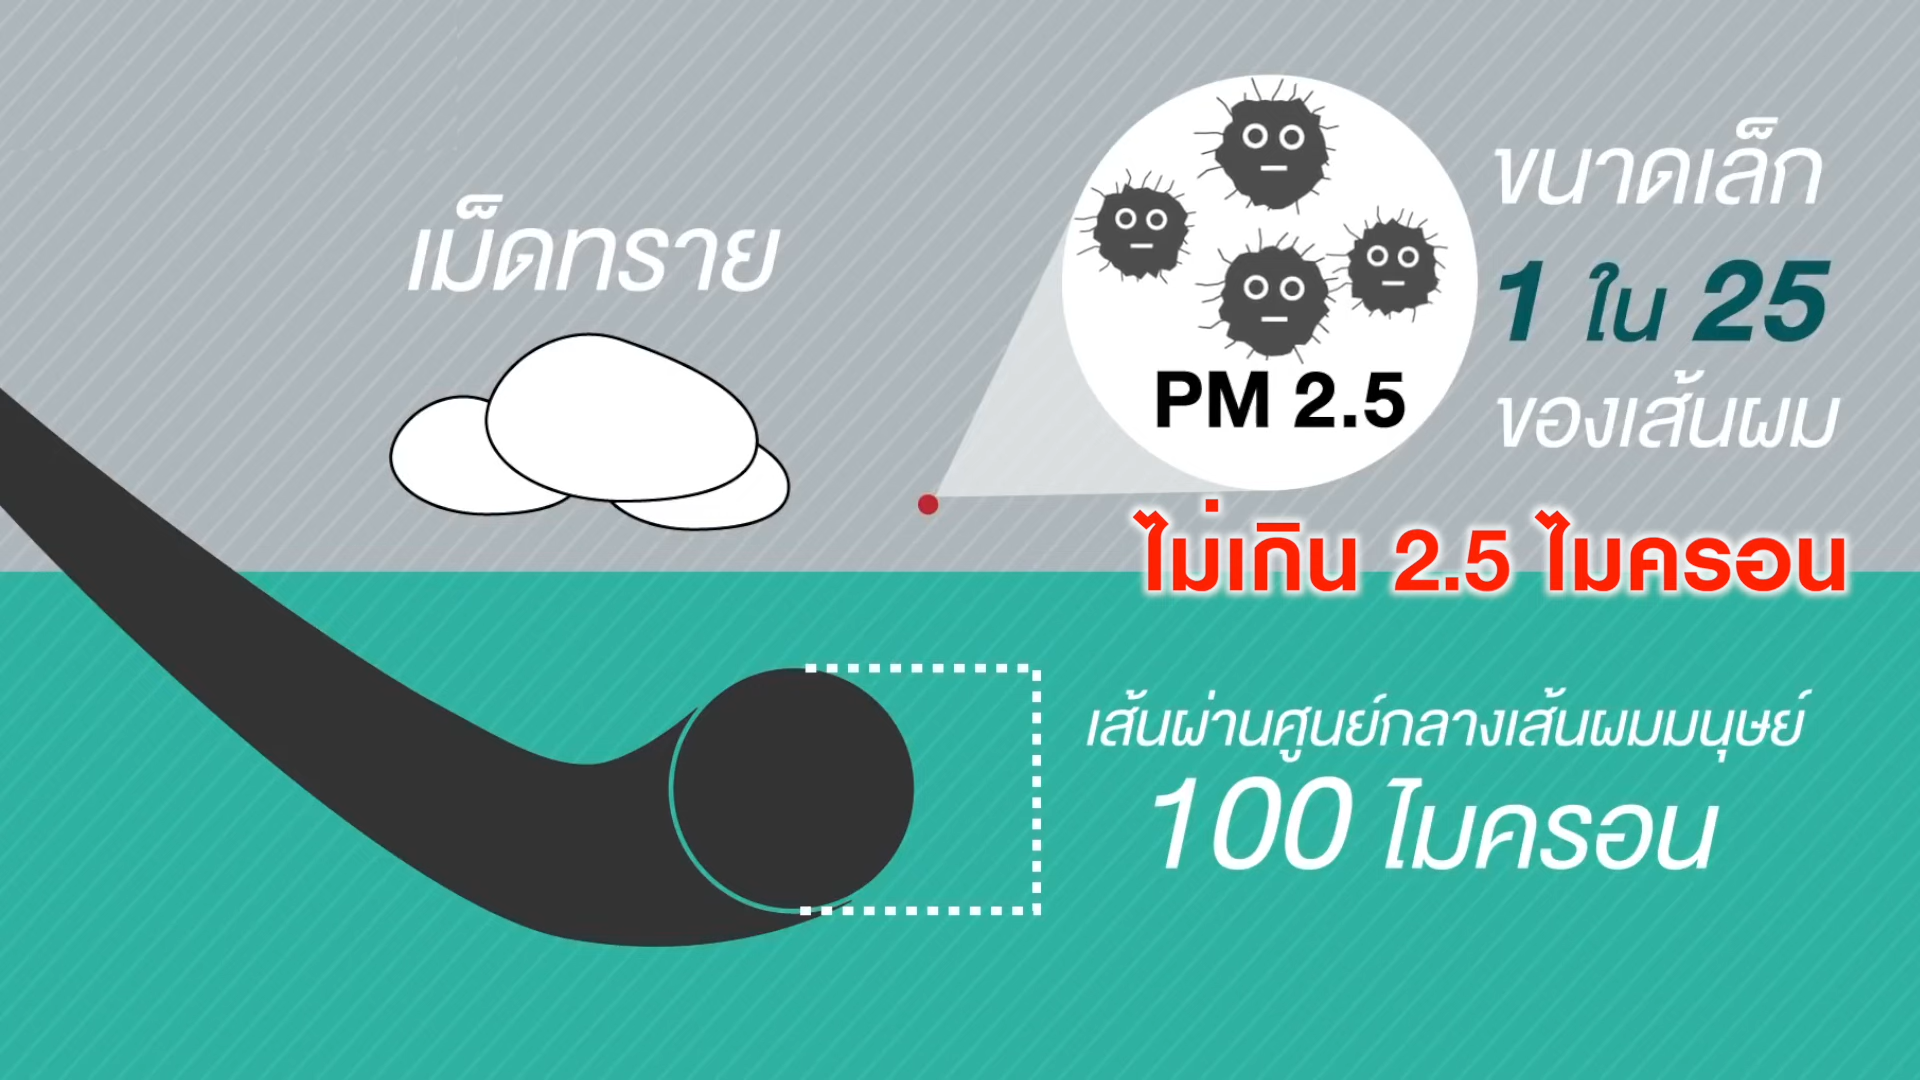 เม็ดทราย
PM 2.5
ขนาดเล็ก
1 ใน 25
ของเส้นผม
ไม่เกิน 2.5 ไมครอน
เส้นผ่านศูนย์กลางเส้นผมมนุษย์
100 ไมครอน